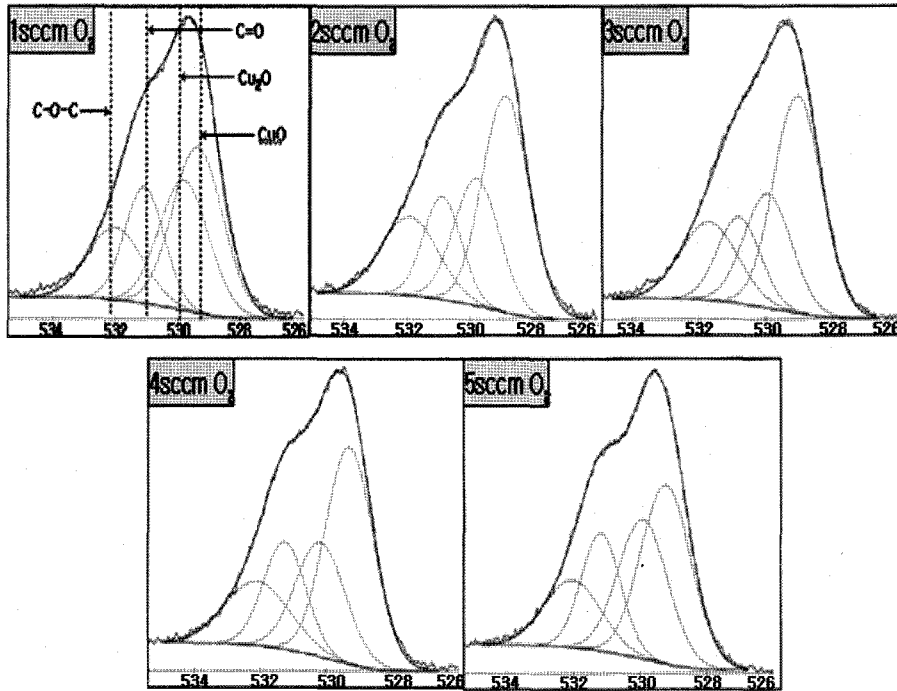 1sccm O₂
C=O
Cu₂O
C-O-C
CuO
534 532 530 528 526
2sccm O₂
534 532 530 528
3sccm O₂
534 532 530 528 526
4sccm O₂
534 532 530 528 526
5sccm O₂
534 532 530 528 526